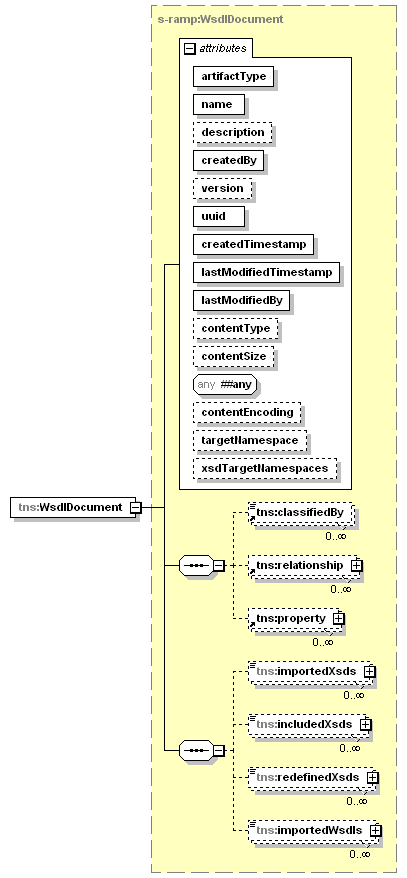 s-ramp:WsdlDocument
attributes
artifactType
name
description
createdBy
version
uuid
createdTimestamp
lastModifiedTimestamp
lastModifiedBy
contentType
contentSize
any ##any
contentEncoding
targetNamespace
xsdTargetNamespaces
tns:WsdlDocument
tns:classifiedBy
0..∞
tns:relationship
0..∞
tns:property
0..∞
tns:importedXsds
0..∞
tns:includedXsds
0..∞
tns:redefinedXsds
0..∞
tns:importedWsdls
0..∞